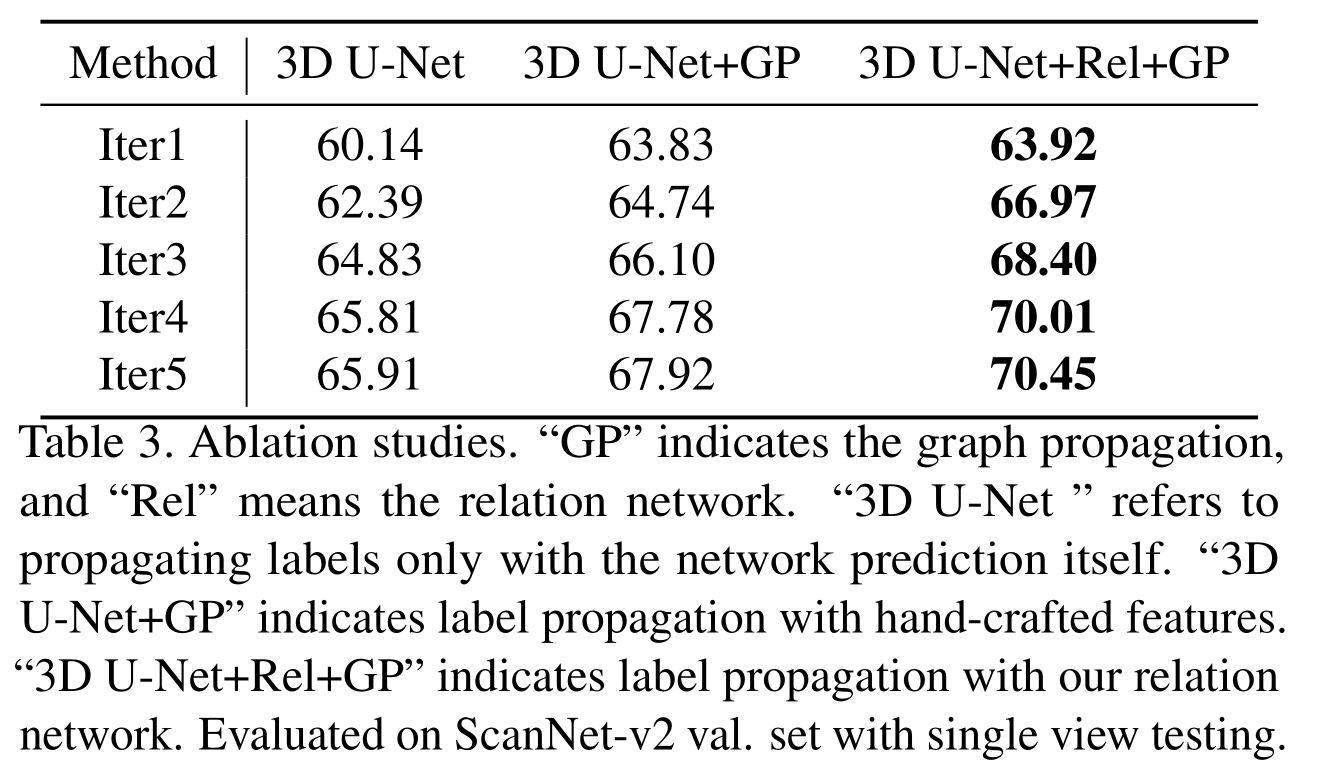 Method 3D U-Net 3D U-Net+GP 3D U-Net+Rel+GP
Iter1 60.14 63.83 63.92
Iter2 62.39 64.74 66.97
Iter3 64.83 66.10 68.40
Iter4 65.81 67.78 70.01
Iter5 65.91 67.92 70.45
Table 3. Ablation studies. “GP” indicates the graph propagation,
and “Rel” means the relation network. “3D U-Net ” refers to
propagating labels only with the network prediction itself. “3D
U-Net+GP” indicates label propagation with hand-crafted features.
“3D U-Net+Rel+GP” indicates label propagation with our relation
network. Evaluated on ScanNet-v2 val. set with single view testing.